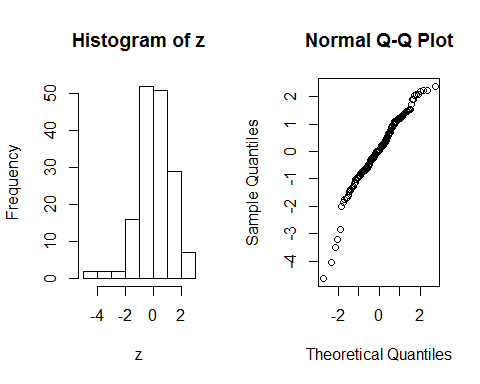 Histogram of z
Frequency
50
40
30
20
10
0
-4 -2 0 2
z
Normal Q-Q Plot
Sample Quantiles
2
1
0
-1
-2
-3
-4
-2 0 2
Theoretical Quantiles